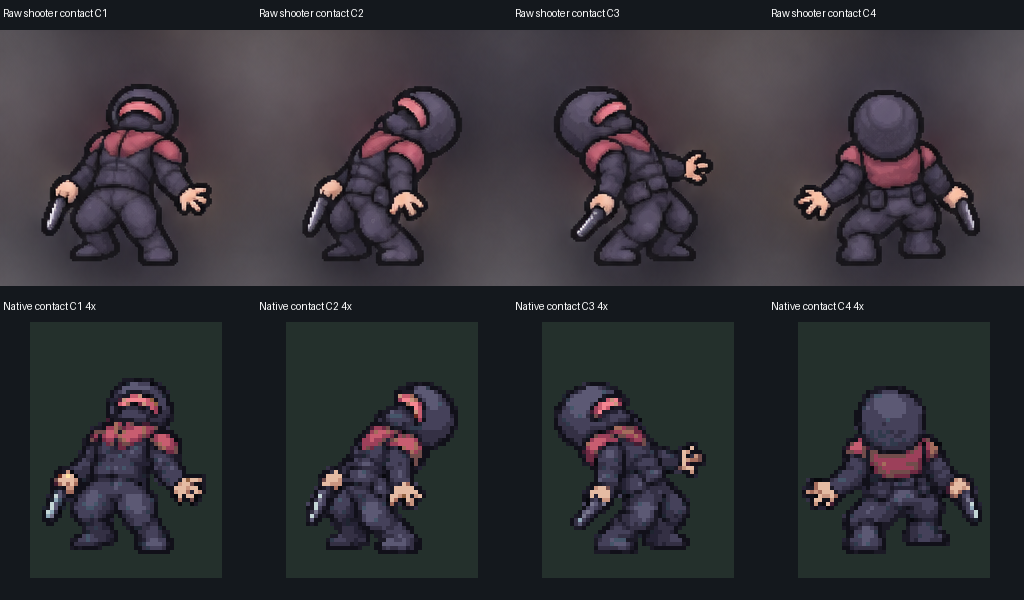 Raw shooter contact C1
Raw shooter contact C2
Raw shooter contact C3
Raw shooter contact C4
Native contact C1 4x
Native contact C2 4x
Native contact C3 4x
Native contact C4 4x